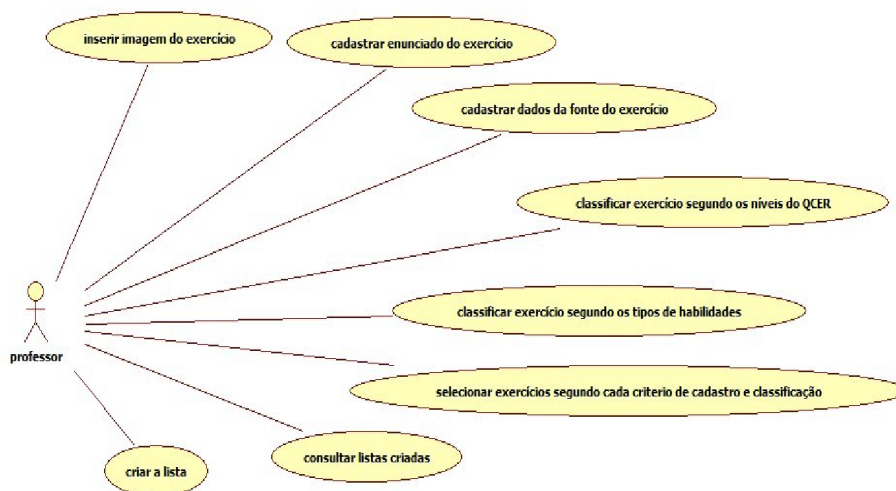 inserir imagem do exercício
cadastrar enunciado do exercício
cadastrar dados da fonte do exercício
classificar exercício segundo os níveis do QCER
classificar exercício segundo os tipos de habilidades
professor
selecionar exercícios segundo cada criterio de cadastro e classificação
consultar listas criadas
criar a lista